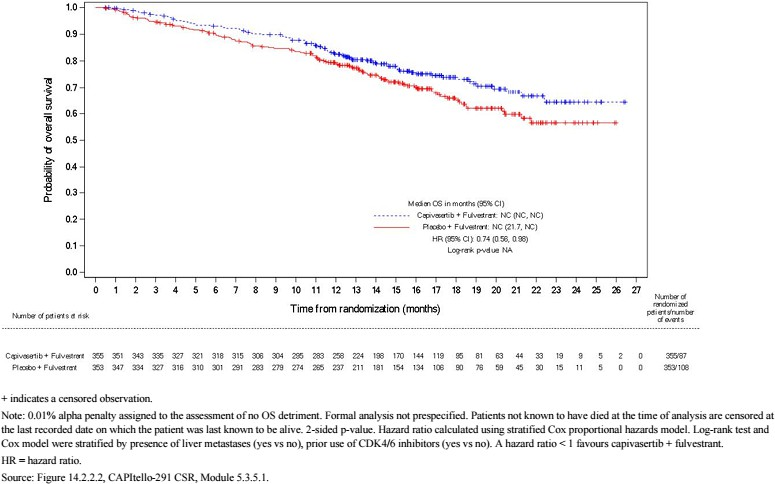 1.0
0.9
0.8
0.7
0.6
0.5
0.4
0.3
0.2
0.1
0.0
Probability of overall survival
Median OS in months (95% CI)
Capivasertib + Fulvestrant: NC (NC, NC)
Placebo + Fulvestrant: NC (21.7, NC)
HR (95% CI): 0.74 (0.56, 0.98)
Log-rank p-value: NA
0 1 2 3 4 5 6 7 8 9 10 11 12 13 14 15 16 17 18 19 20 21 22 23 24 25 26 27
Time from randomization (months)
Number of patients at risk
Number of
randomized
patients/number
of events
Capivasertib + Fulvestrant 355 351 343 335 327 321 318 315 306 304 295 283 258 224 198 170 144 119 95 81 63 44 33 19 9 5 2 0 355/87
Placebo + Fulvestrant 353 347 334 327 316 310 301 291 283 279 274 265 237 211 181 154 134 106 90 76 59 45 30 15 11 5 0 0 353/108
+ indicates a censored observation.
Note: 0.01% alpha penalty assigned to the assessment of no OS detriment. Formal analysis not prespecified. Patients not known to have died at the time of analysis are censored at
the last recorded date on which the patient was last known to be alive. 2-sided p-value. Hazard ratio calculated using stratified Cox proportional hazards model. Log-rank test and
Cox model were stratified by presence of liver metastases (yes vs no), prior use of CDK4/6 inhibitors (yes vs no). A hazard ratio < 1 favours capivasertib + fulvestrant.
HR = hazard ratio.
Source: Figure 14.2.2.2, CAPItello-291 CSR, Module 5.3.5.1.